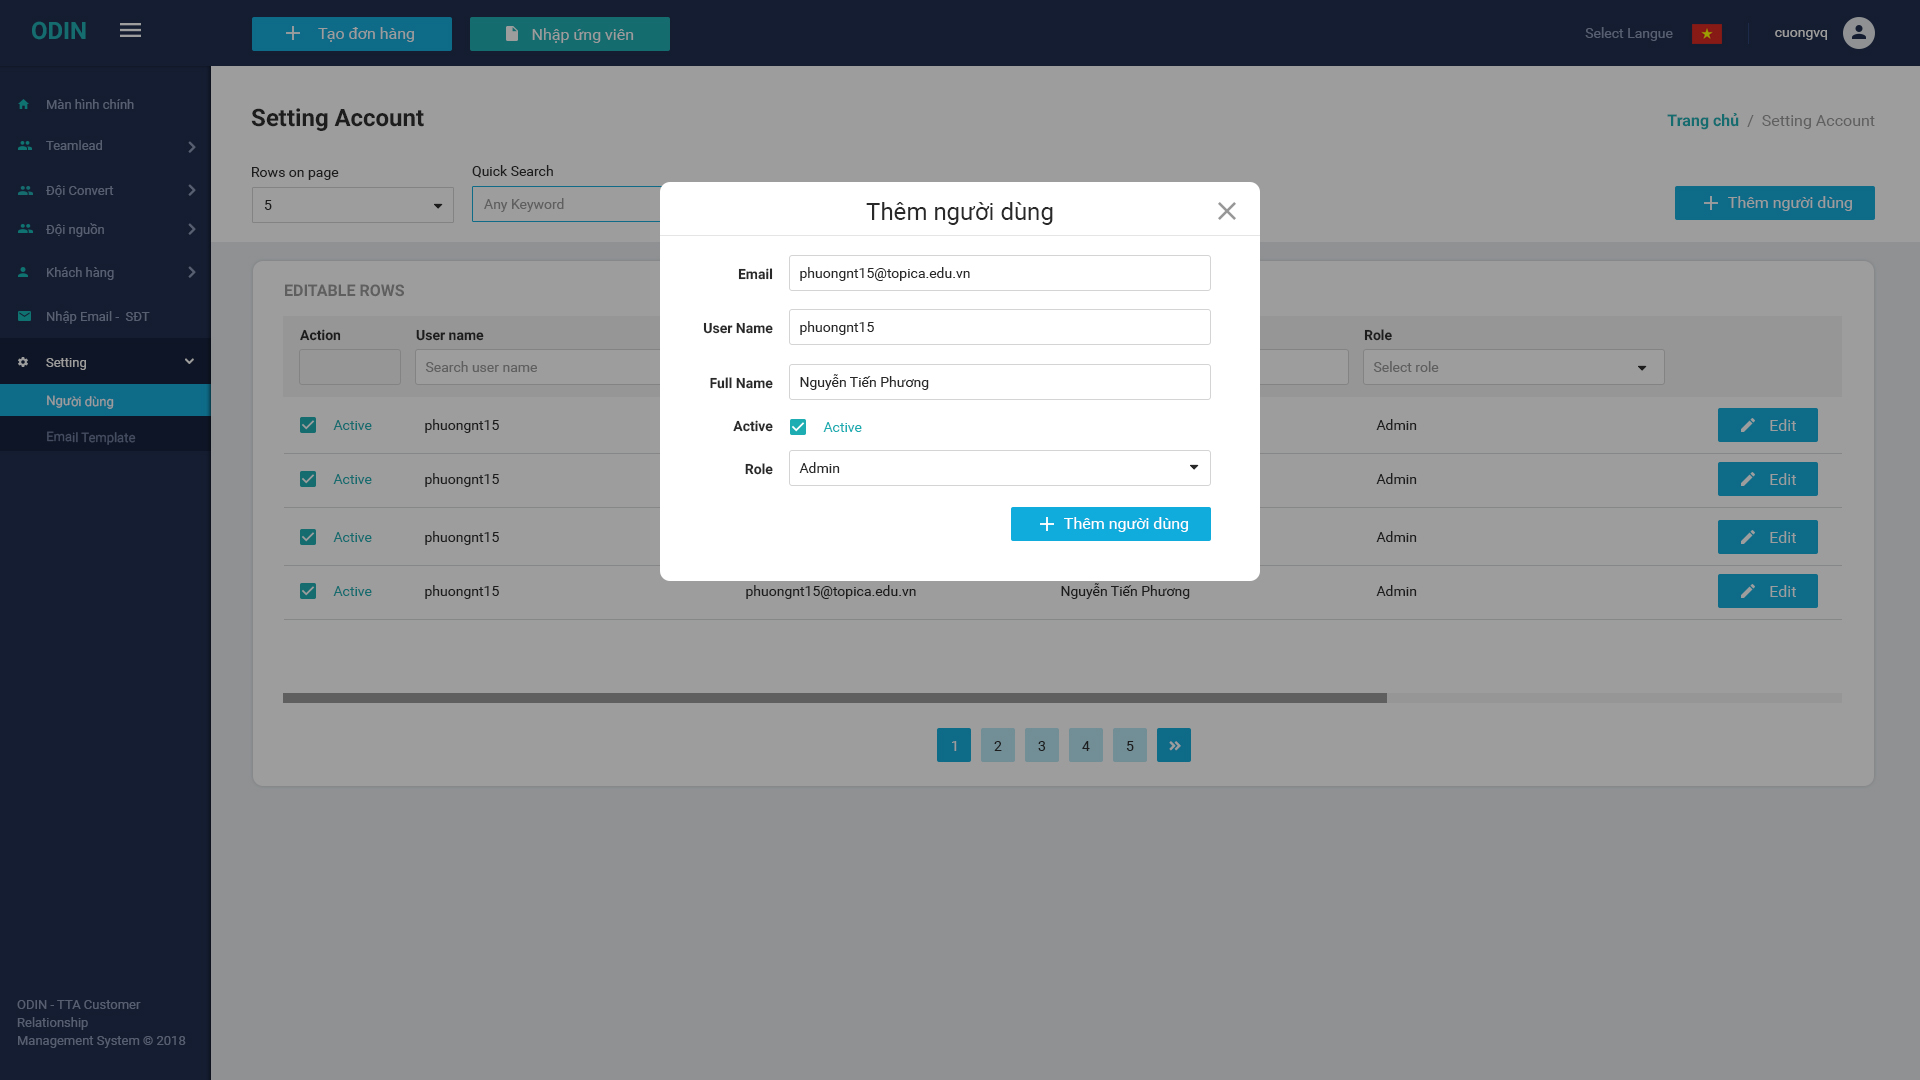 ODIN
Tạo đơn hàng
Nhập ứng viên
Select Langue
cuongvq
Màn hình chính
Teamlead
Đội Convert
Đội nguồn
Khách hàng
Nhập Email - SĐT
Setting
Người dùng
Email Template
ODIN - TTA Customer
Relationship
Management System © 2018
Setting Account
Trang chủ / Setting Account
Rows on page
5
Quick Search
Any Keyword
Thêm người dùng
EDITABLE ROWS
Action
User name
Role
Search user name
Select role
Active phuongnt15 Admin Edit
Active phuongnt15 Admin Edit
Active phuongnt15 Admin Edit
Active phuongnt15 phuongnt15@topica.edu.vn Nguyễn Tiến Phương Admin Edit
1 2 3 4 5 »
Thêm người dùng
Email phuongnt15@topica.edu.vn
User Name phuongnt15
Full Name Nguyễn Tiến Phương
Active Active
Role Admin
Thêm người dùng